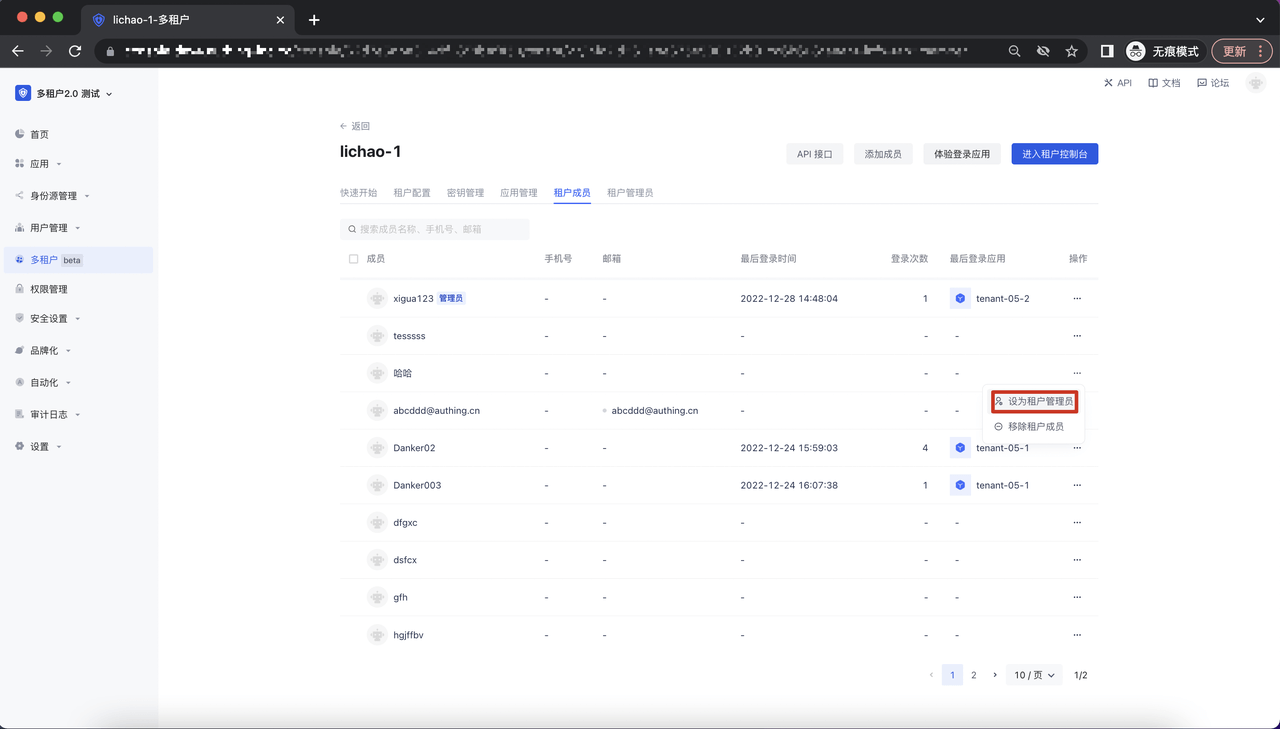 lichao-1-多租户
无痕模式
更新
多租户2.0 测试
API
文档
论坛
首页
应用
身份源管理
用户管理
多租户 beta
权限管理
安全设置
品牌化
自动化
审计日志
设置
返回
lichao-1
API 接口
添加成员
体验登录应用
进入租户控制台
快速开始 租户配置 密钥管理 应用管理 租户成员 租户管理员
搜索成员名称、手机号、邮箱
成员 手机号 邮箱 最后登录时间 登录次数 最后登录应用 操作
xigua123 管理员 - - 2022-12-28 14:48:04 1 tenant-05-2 ···
tesssss - - - - - ···
哈哈 - - - - - ···
abcddd@authing.cn - abcddd@authing.cn - - -
设为租户管理员
移除租户成员
Danker02 - - 2022-12-24 15:59:03 4 tenant-05-1 ···
Danker003 - - 2022-12-24 16:07:38 1 tenant-05-1 ···
dfgxc - - - - - ···
dsfcx - - - - - ···
gfh - - - - - ···
hgjffbv - - - - - ···
1 2 10 / 页 1/2